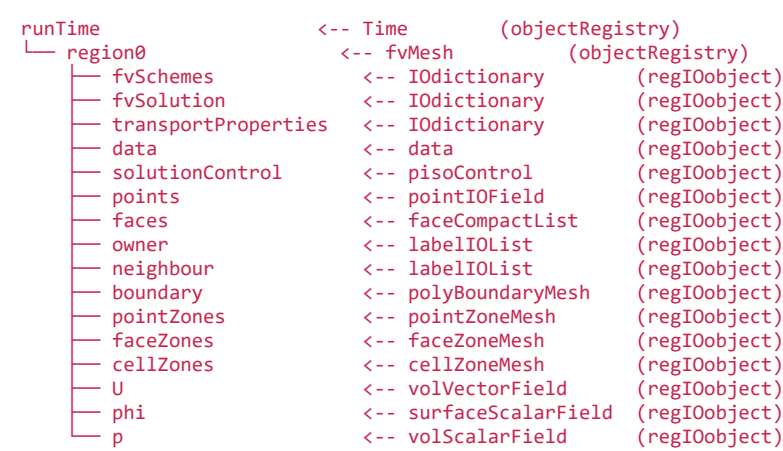 runTime                  <-- Time       (objectRegistry)
└── region0                <-- fvMesh        (objectRegistry)
    ├── fvSchemes            <-- IOdictionary        (regIOobject)
    ├── fvSolution           <-- IOdictionary        (regIOobject)
    ├── transportProperties  <-- IOdictionary        (regIOobject)
    ├── data                 <-- data                (regIOobject)
    ├── solutionControl      <-- pisoControl         (regIOobject)
    ├── points               <-- pointIOField        (regIOobject)
    ├── faces                <-- faceCompactList     (regIOobject)
    ├── owner                <-- labelIOList         (regIOobject)
    ├── neighbour            <-- labelIOList         (regIOobject)
    ├── boundary             <-- polyBoundaryMesh    (regIOobject)
    ├── pointZones           <-- pointZoneMesh       (regIOobject)
    ├── faceZones            <-- faceZoneMesh        (regIOobject)
    ├── cellZones            <-- cellZoneMesh        (regIOobject)
    ├── U                    <-- volVectorField      (regIOobject)
    ├── phi                  <-- surfaceScalarField  (regIOobject)
    └── p                    <-- volScalarField      (regIOobject)